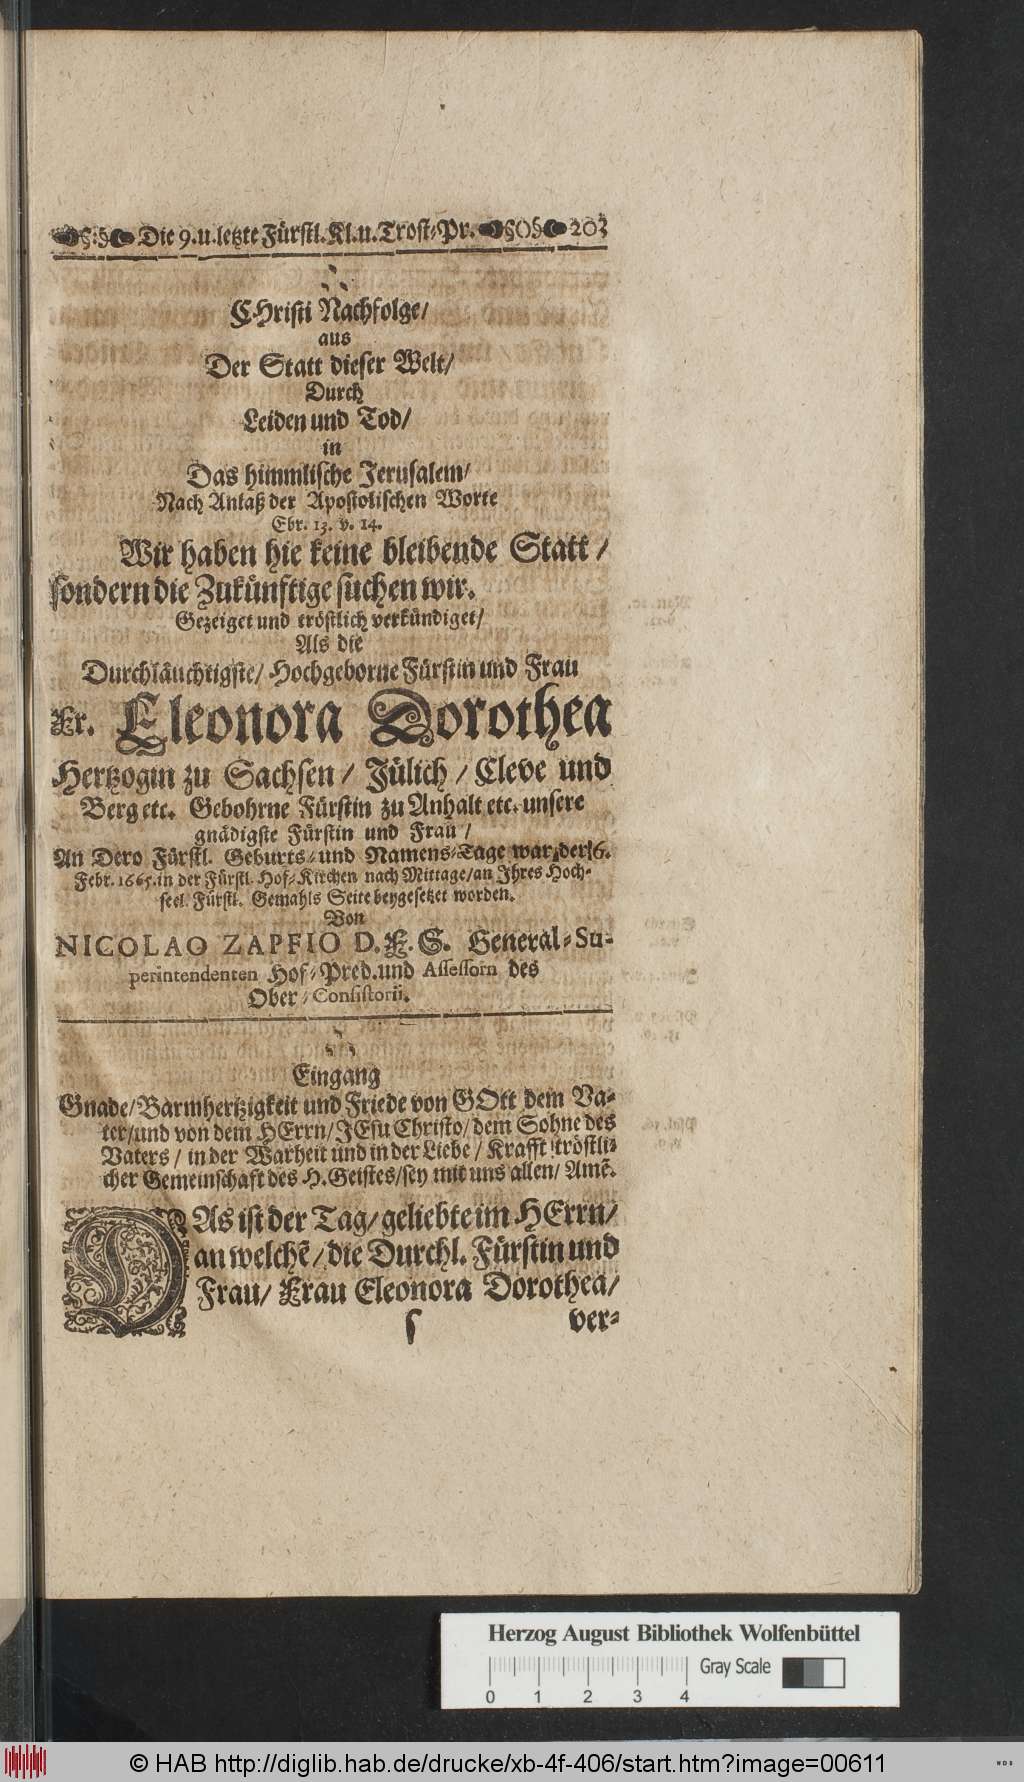 Die 9. u. letzte Fürstl. Kl. u. Trost-Pr. 203
CHristi Nachfolge/
aus
Der Statt dieser Welt/
Durch
Leiden und Tod/
in
Das himmlische Jerusalem/
Nach Anlaß der Apostolischen Worte
Ebr. 13. v. 14.
Wir haben hie keine bleibende Statt/
sondern die Zukünftige suchen wir.
Gezeiget und tröstlich verkündiget/
Als die
Durchläuchtigste/ Hochgeborne Fürstin und Frau
Fr. Eleonora Dorothea
Hertzogin zu Sachsen/ Jülich/ Cleve und
Berg etc. Gebohrne Fürstin zu Anhalt etc. unsere
gnädigste Fürstin und Frau/
An Dero Fürstl. Geburts- und Namens-Tage war der 16.
Febr. 1665. in der Fürstl. Hof-Kirchen nach Mittage/ an Ihres Hoch-
seel. Fürstl. Gemahls Seite beygesetzet worden.
Von
NICOLAO ZAPFIO D. F. S. General-Su-
perintendenten Hof-Pred. und Assessorn des
Ober-Consistorii.
Eingang
Gnade/ Barmhertzigkeit und Friede von GOtt dem Va-
ter/ und von dem HErrn/ JEsu Christo/ dem Sohne des
Vaters/ in der Warheit und in der Liebe/ Krafft tröstli-
cher Gemeinschaft des H. Geistes/ sey mit uns allen/ Amẽ.
DAs ist der Tag/ geliebte im HErrn/
an welchẽ/ die Durchl. Fürstin und
Frau/ Frau Eleonora Dorothea/
ſ ver-
Herzog August Bibliothek Wolfenbüttel
Gray Scale
0 1 2 3 4
© HAB http://diglib.hab.de/drucke/xb-4f-406/start.htm?image=00611